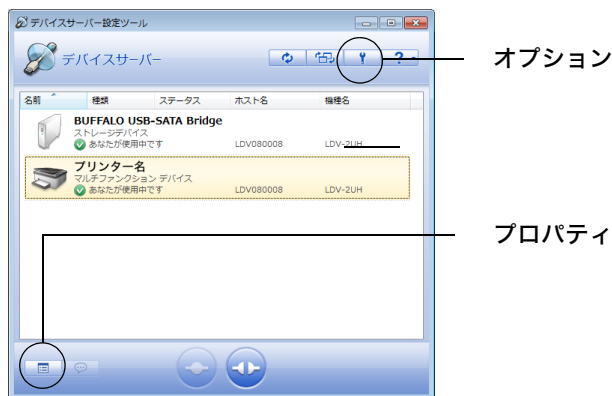 デバイスサーバー設定ツール
デバイスサーバー
?
オプション
名前 種類 ステータス ホスト名 機種名
BUFFALO USB-SATA Bridge
ストレージデバイス
あなたが使用中です LDV080008 LDV-2UH
プリンター名
マルチファンクション デバイス
あなたが使用中です LDV080008 LDV-2UH
プロパティ